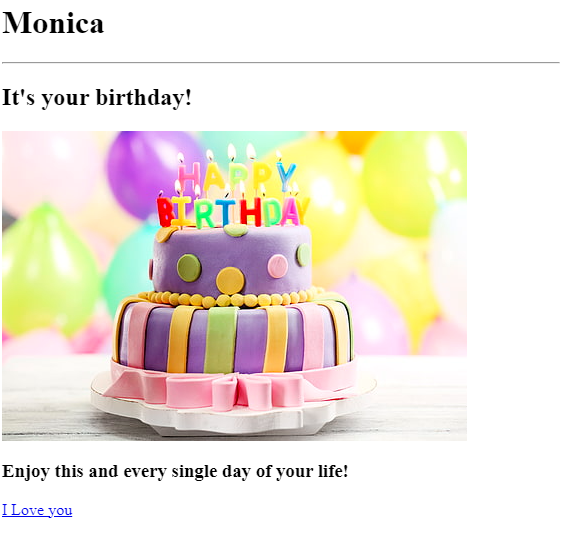 Monica
It's your birthday!
HAPPY
BIRTHDAY
Enjoy this and every single day of your life!
I Love you